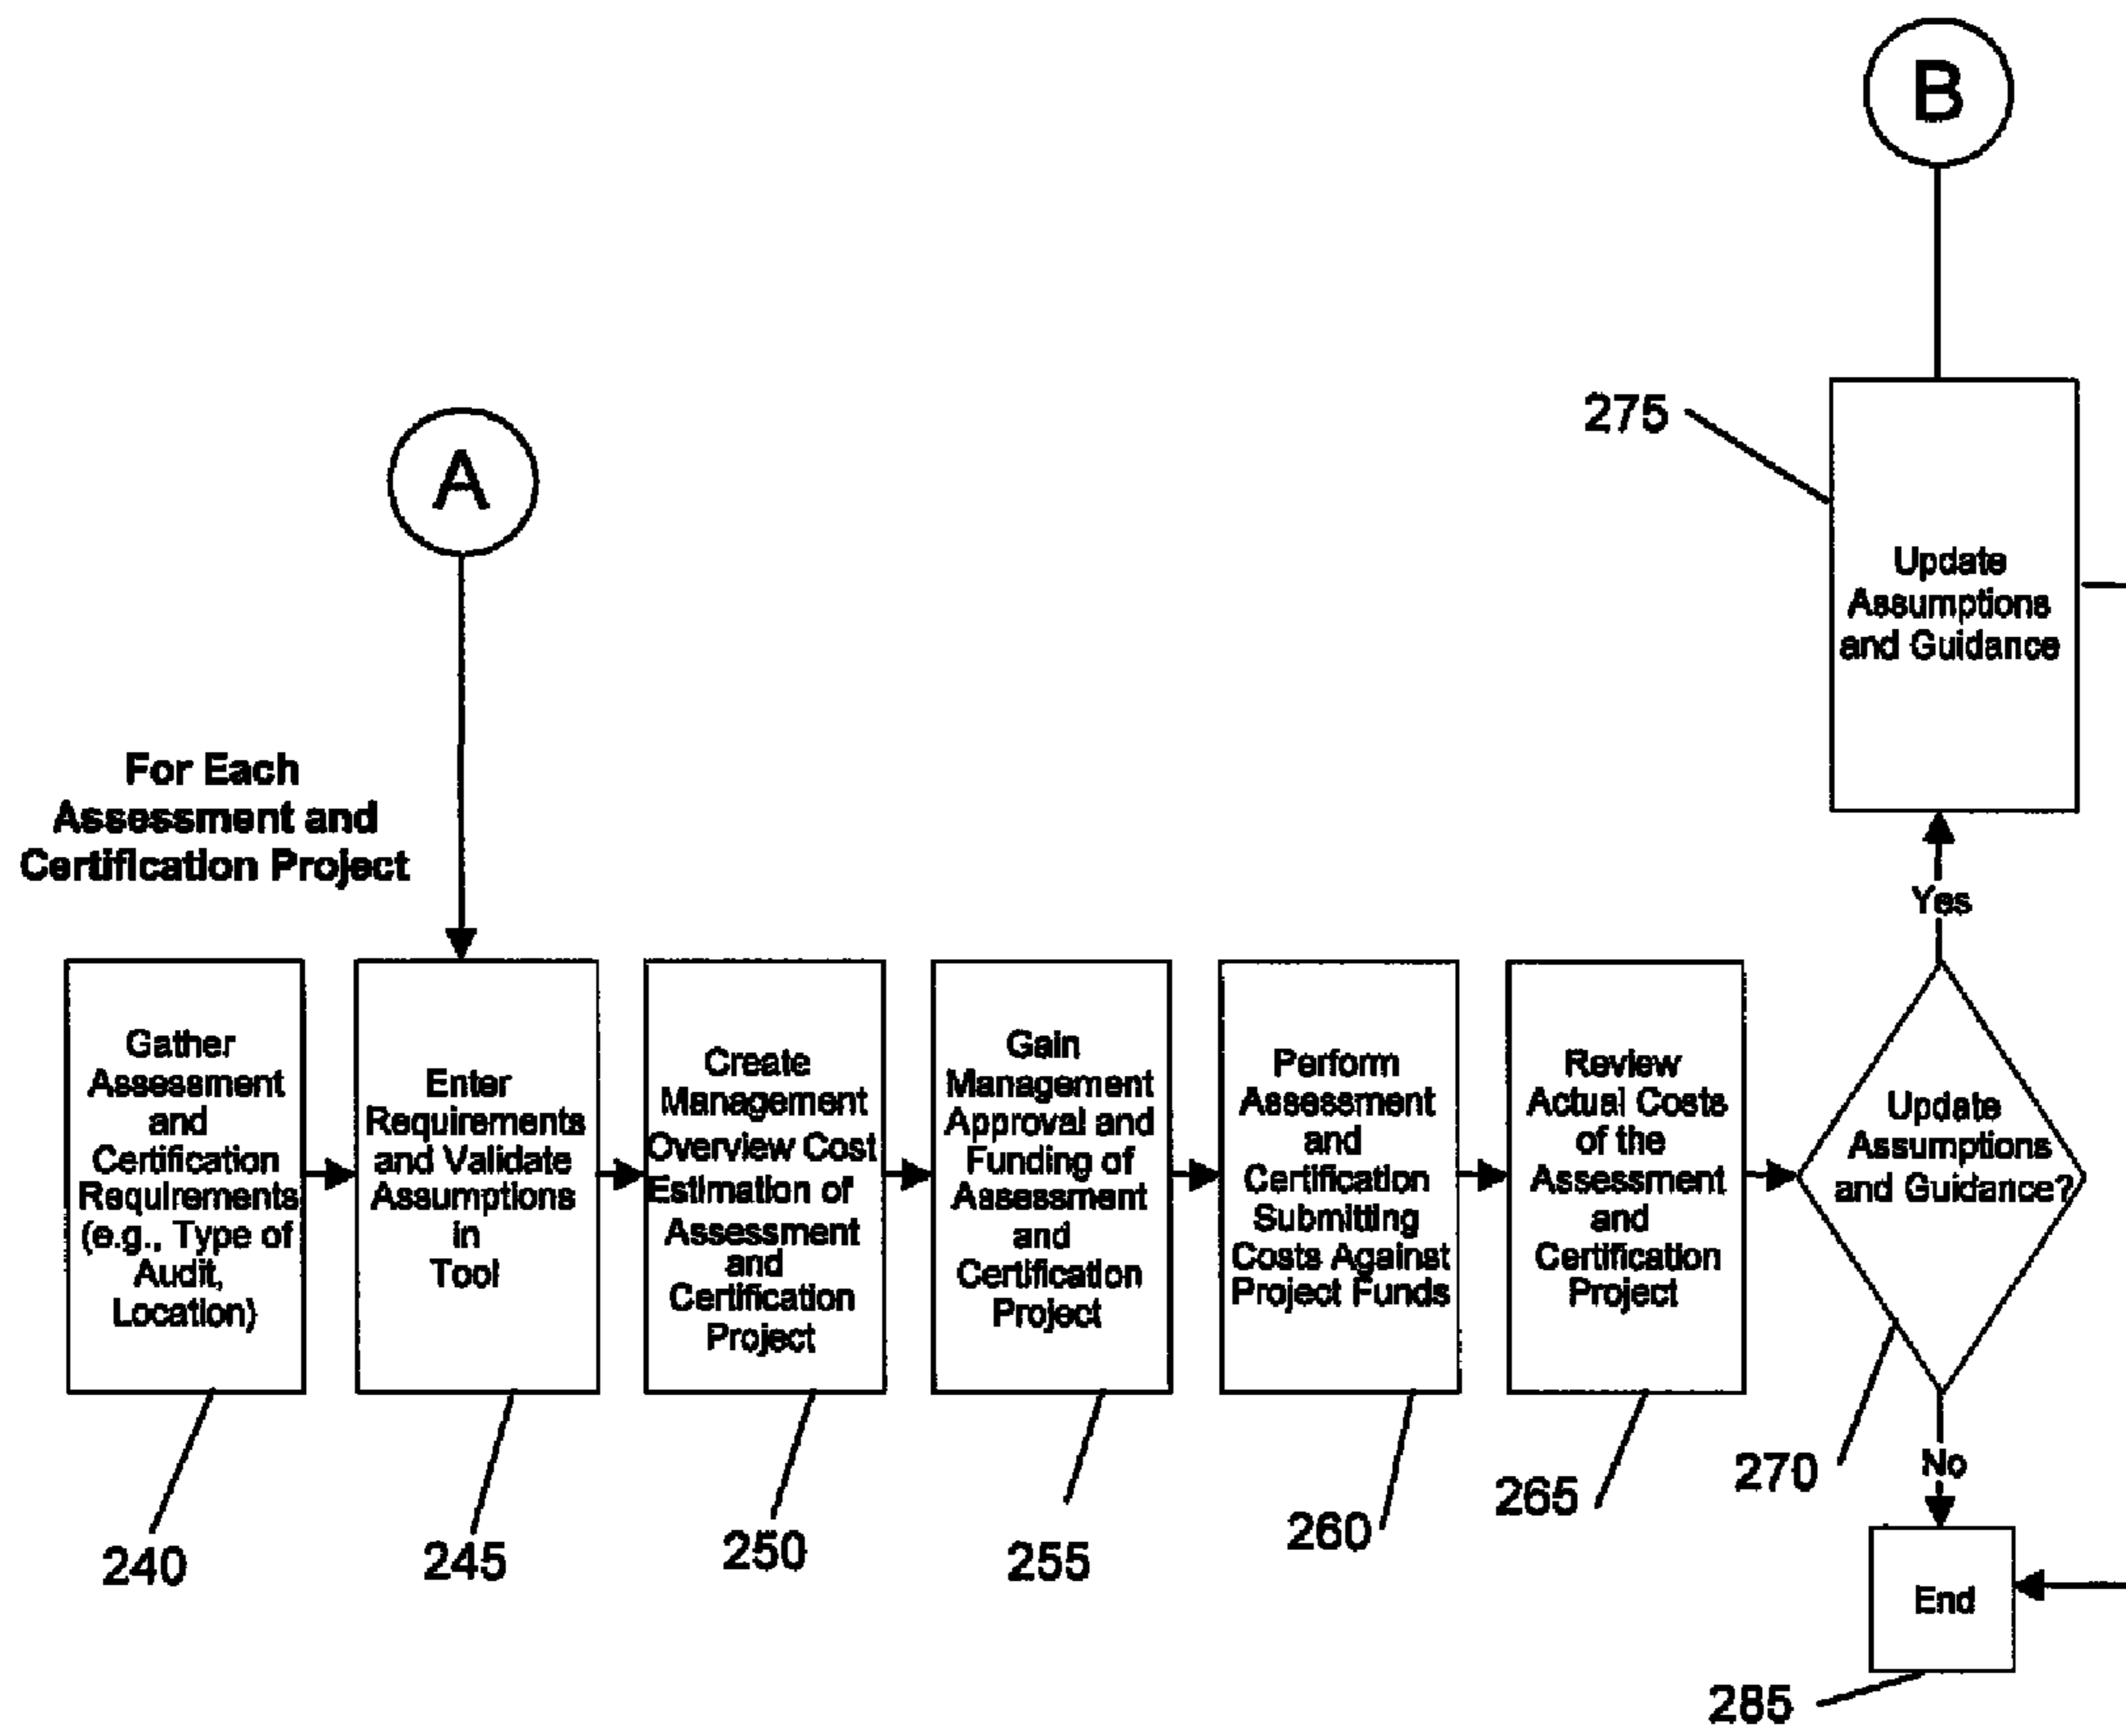 B
275
Update
Assumptions
and Guidance
A
For Each
Assessment and
Certification Project
Yes
Gather
Assessment
and
Certification
Requirements
(e.g., Type of
Audit,
Location)
Enter
Requirements
and Validate
Assumptions
in
Tool
Create
Management
Overview Cost
Estimation of
Assessment
and
Certification
Project
Gain
Management
Approval and
Funding of
Assessment
and
Certification
Project
Perform
Assessment
and
Certification
Submitting
Costs Against
Project Funds
Review
Actual Costs
of the
Assessment
and
Certification
Project
Update
Assumptions
and Guidance?
240
245
250
255
260
265
270
No
End
285